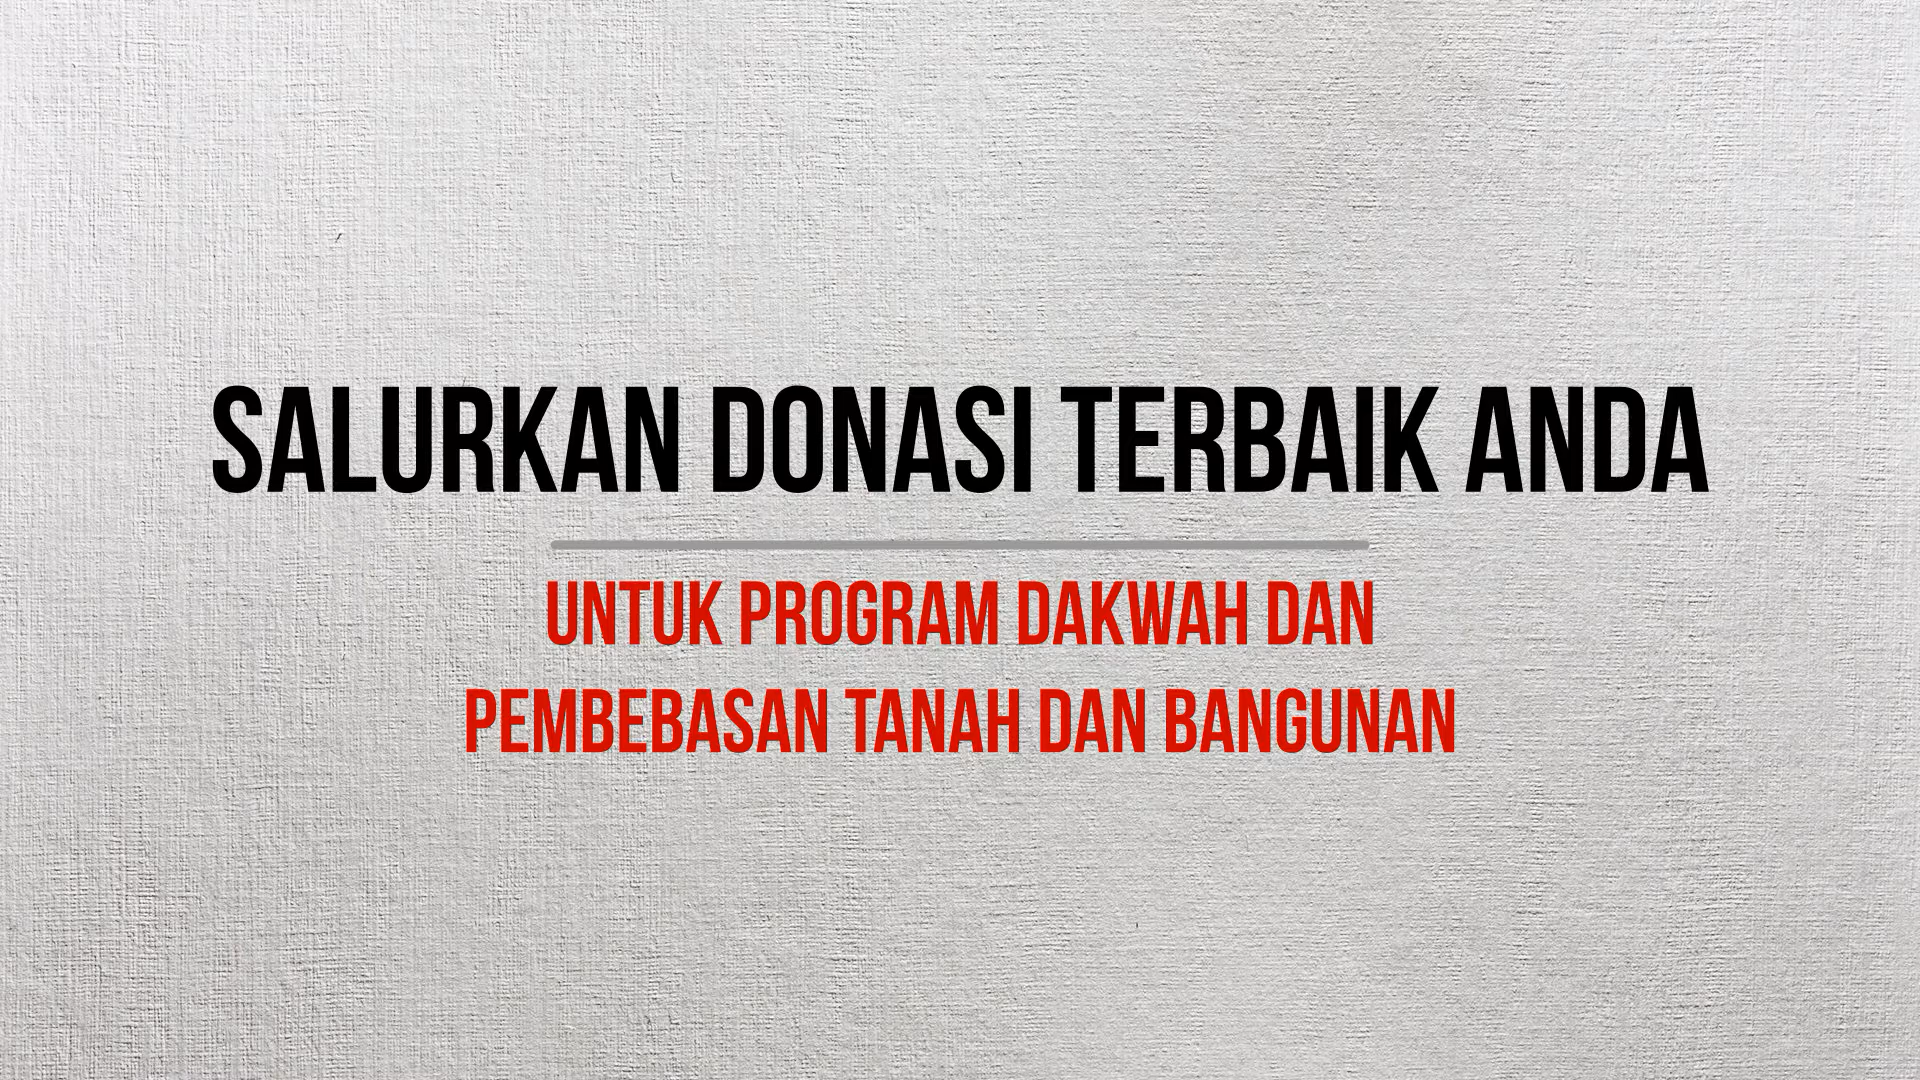 SALURKAN DONASI TERBAIK ANDA
UNTUK PROGRAM DAKWAH DAN
PEMBEBASAN TANAH DAN BANGUNAN